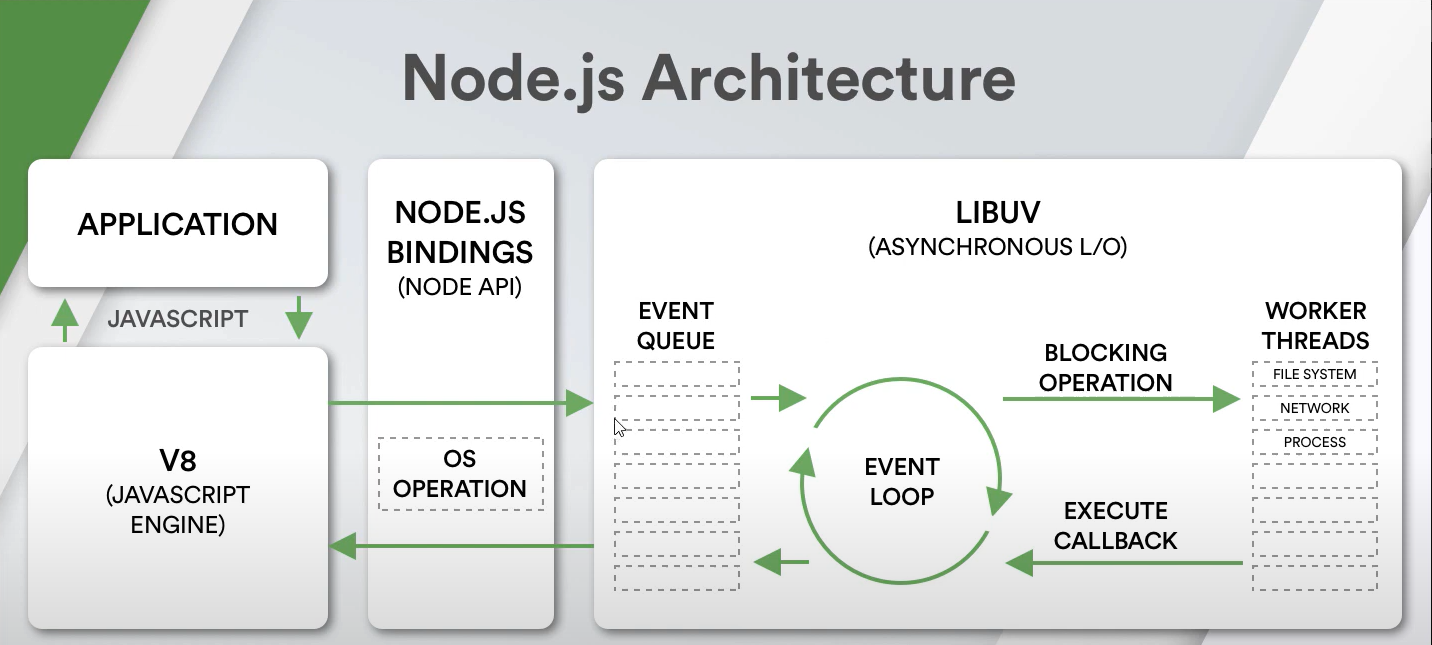 Node.js Architecture
APPLICATION
JAVASCRIPT
V8
(JAVASCRIPT
ENGINE)
NODE.JS
BINDINGS
(NODE API)
OS
OPERATION
LIBUV
(ASYNCHRONOUS L/O)
EVENT
QUEUE
EVENT
LOOP
BLOCKING
OPERATION
EXECUTE
CALLBACK
WORKER
THREADS
FILE SYSTEM
NETWORK
PROCESS